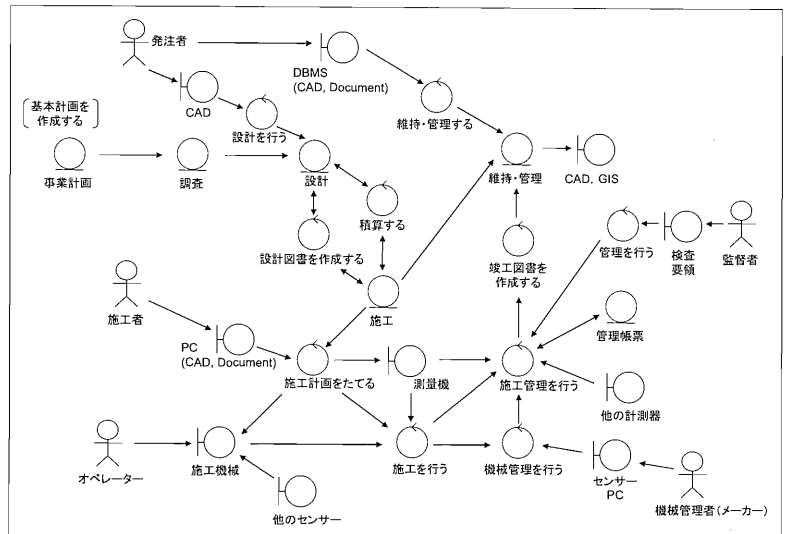 発注者
DBMS
(CAD, Document)
CAD
維持・管理する
基本計画を
作成する
設計を行う
事業計画
調査
設計
維持・管理
CAD, GIS
積算する
設計図書を作成する
竣工図書を
作成する
管理を行う
検査
要領
監督者
施工者
施工
管理帳票
PC
(CAD, Document)
施工計画をたてる
測量機
施工管理を行う
他の計測器
オペレーター
施工機械
施工を行う
機械管理を行う
センサー
PC
機械管理者(メーカー)
他のセンサー